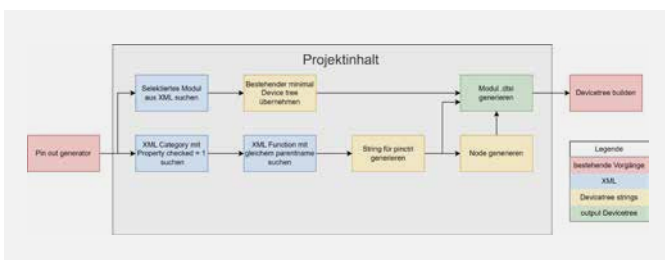 Projektinhalt
Selektiertes Modul
aus XML suchen
Bestehender minimal
Device tree
übernehmen
Modul .dtsi
generieren
Devicetree builden
Pin out generator
XML Category mit
Property checked = 1
suchen
XML Function mit
gleichem parentname
suchen
String für pinctrl
generieren
Node generieren
Legende
bestehende Vorgänge
XML
Devicetree strings
output Devicetree